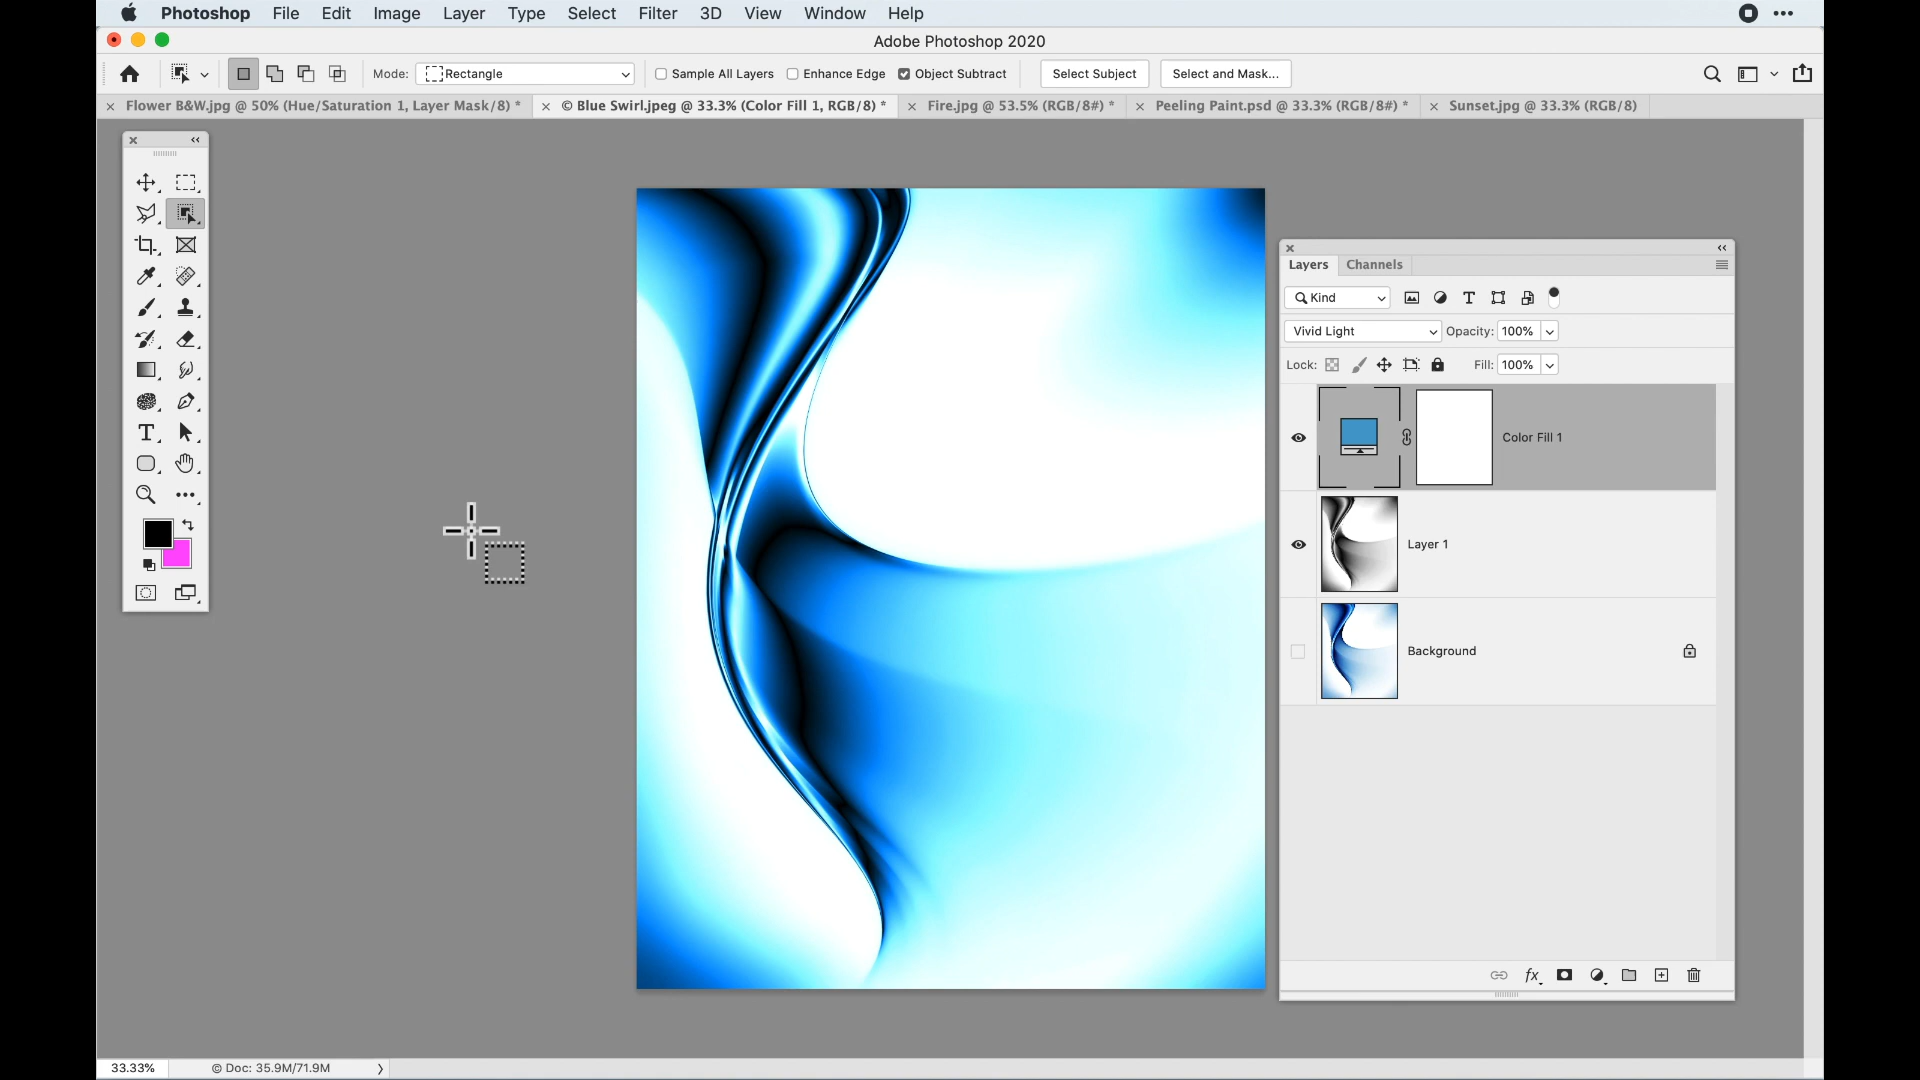 Photoshop File Edit Image Layer Type Select Filter 3D View Window Help
Adobe Photoshop 2020
Mode: Rectangle Sample All Layers Enhance Edge Object Subtract Select Subject Select and Mask...
Flower B&W.jpg @ 50% (Hue/Saturation 1, Layer Mask/8) * © Blue Swirl.jpeg @ 33.3% (Color Fill 1, RGB/8) * Fire.jpg @ 53.5% (RGB/8#) * Peeling Paint.psd @ 33.3% (RGB/8#) * Sunset.jpg @ 33.3% (RGB/8)
Layers Channels
Kind
Vivid Light Opacity: 100%
Lock: Fill: 100%
Color Fill 1
Layer 1
Background
fx
33.33% © Doc: 35.9M/71.9M